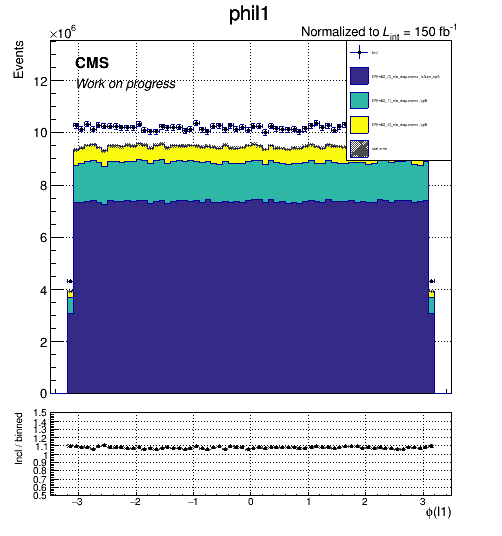 phil1
Normalized to Lint = 150 fb-1
×10^6
Events
CMS
Work on progress
12
10
8
6
4
2
0
Incl / binned
1.5
1.4
1.3
1.2
1.1
1
0.9
0.8
0.7
0.6
0.5
−3 −2 −1 0 1 2 3
ϕ(l1)